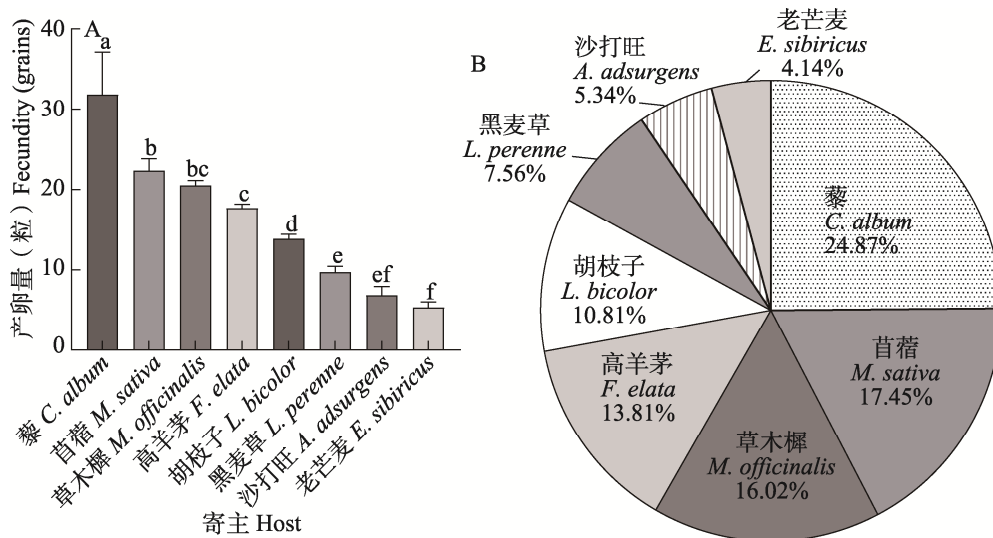 A
40
30
20
10
0
产卵量（粒）Fecundity (grains)
a
b
bc
c
d
e
ef
f
藜 C. album
苜蓿 M. sativa
草木樨 M. officinalis
高羊茅 F. elata
胡枝子 L. bicolor
黑麦草 L. perenne
沙打旺 A. adsurgens
老芒麦 E. sibiricus
寄主 Host
B
老芒麦
E. sibiricus
4.14%
沙打旺
A. adsurgens
5.34%
黑麦草
L. perenne
7.56%
胡枝子
L. bicolor
10.81%
高羊茅
F. elata
13.81%
草木樨
M. officinalis
16.02%
苜蓿
M. sativa
17.45%
藜
C. album
24.87%